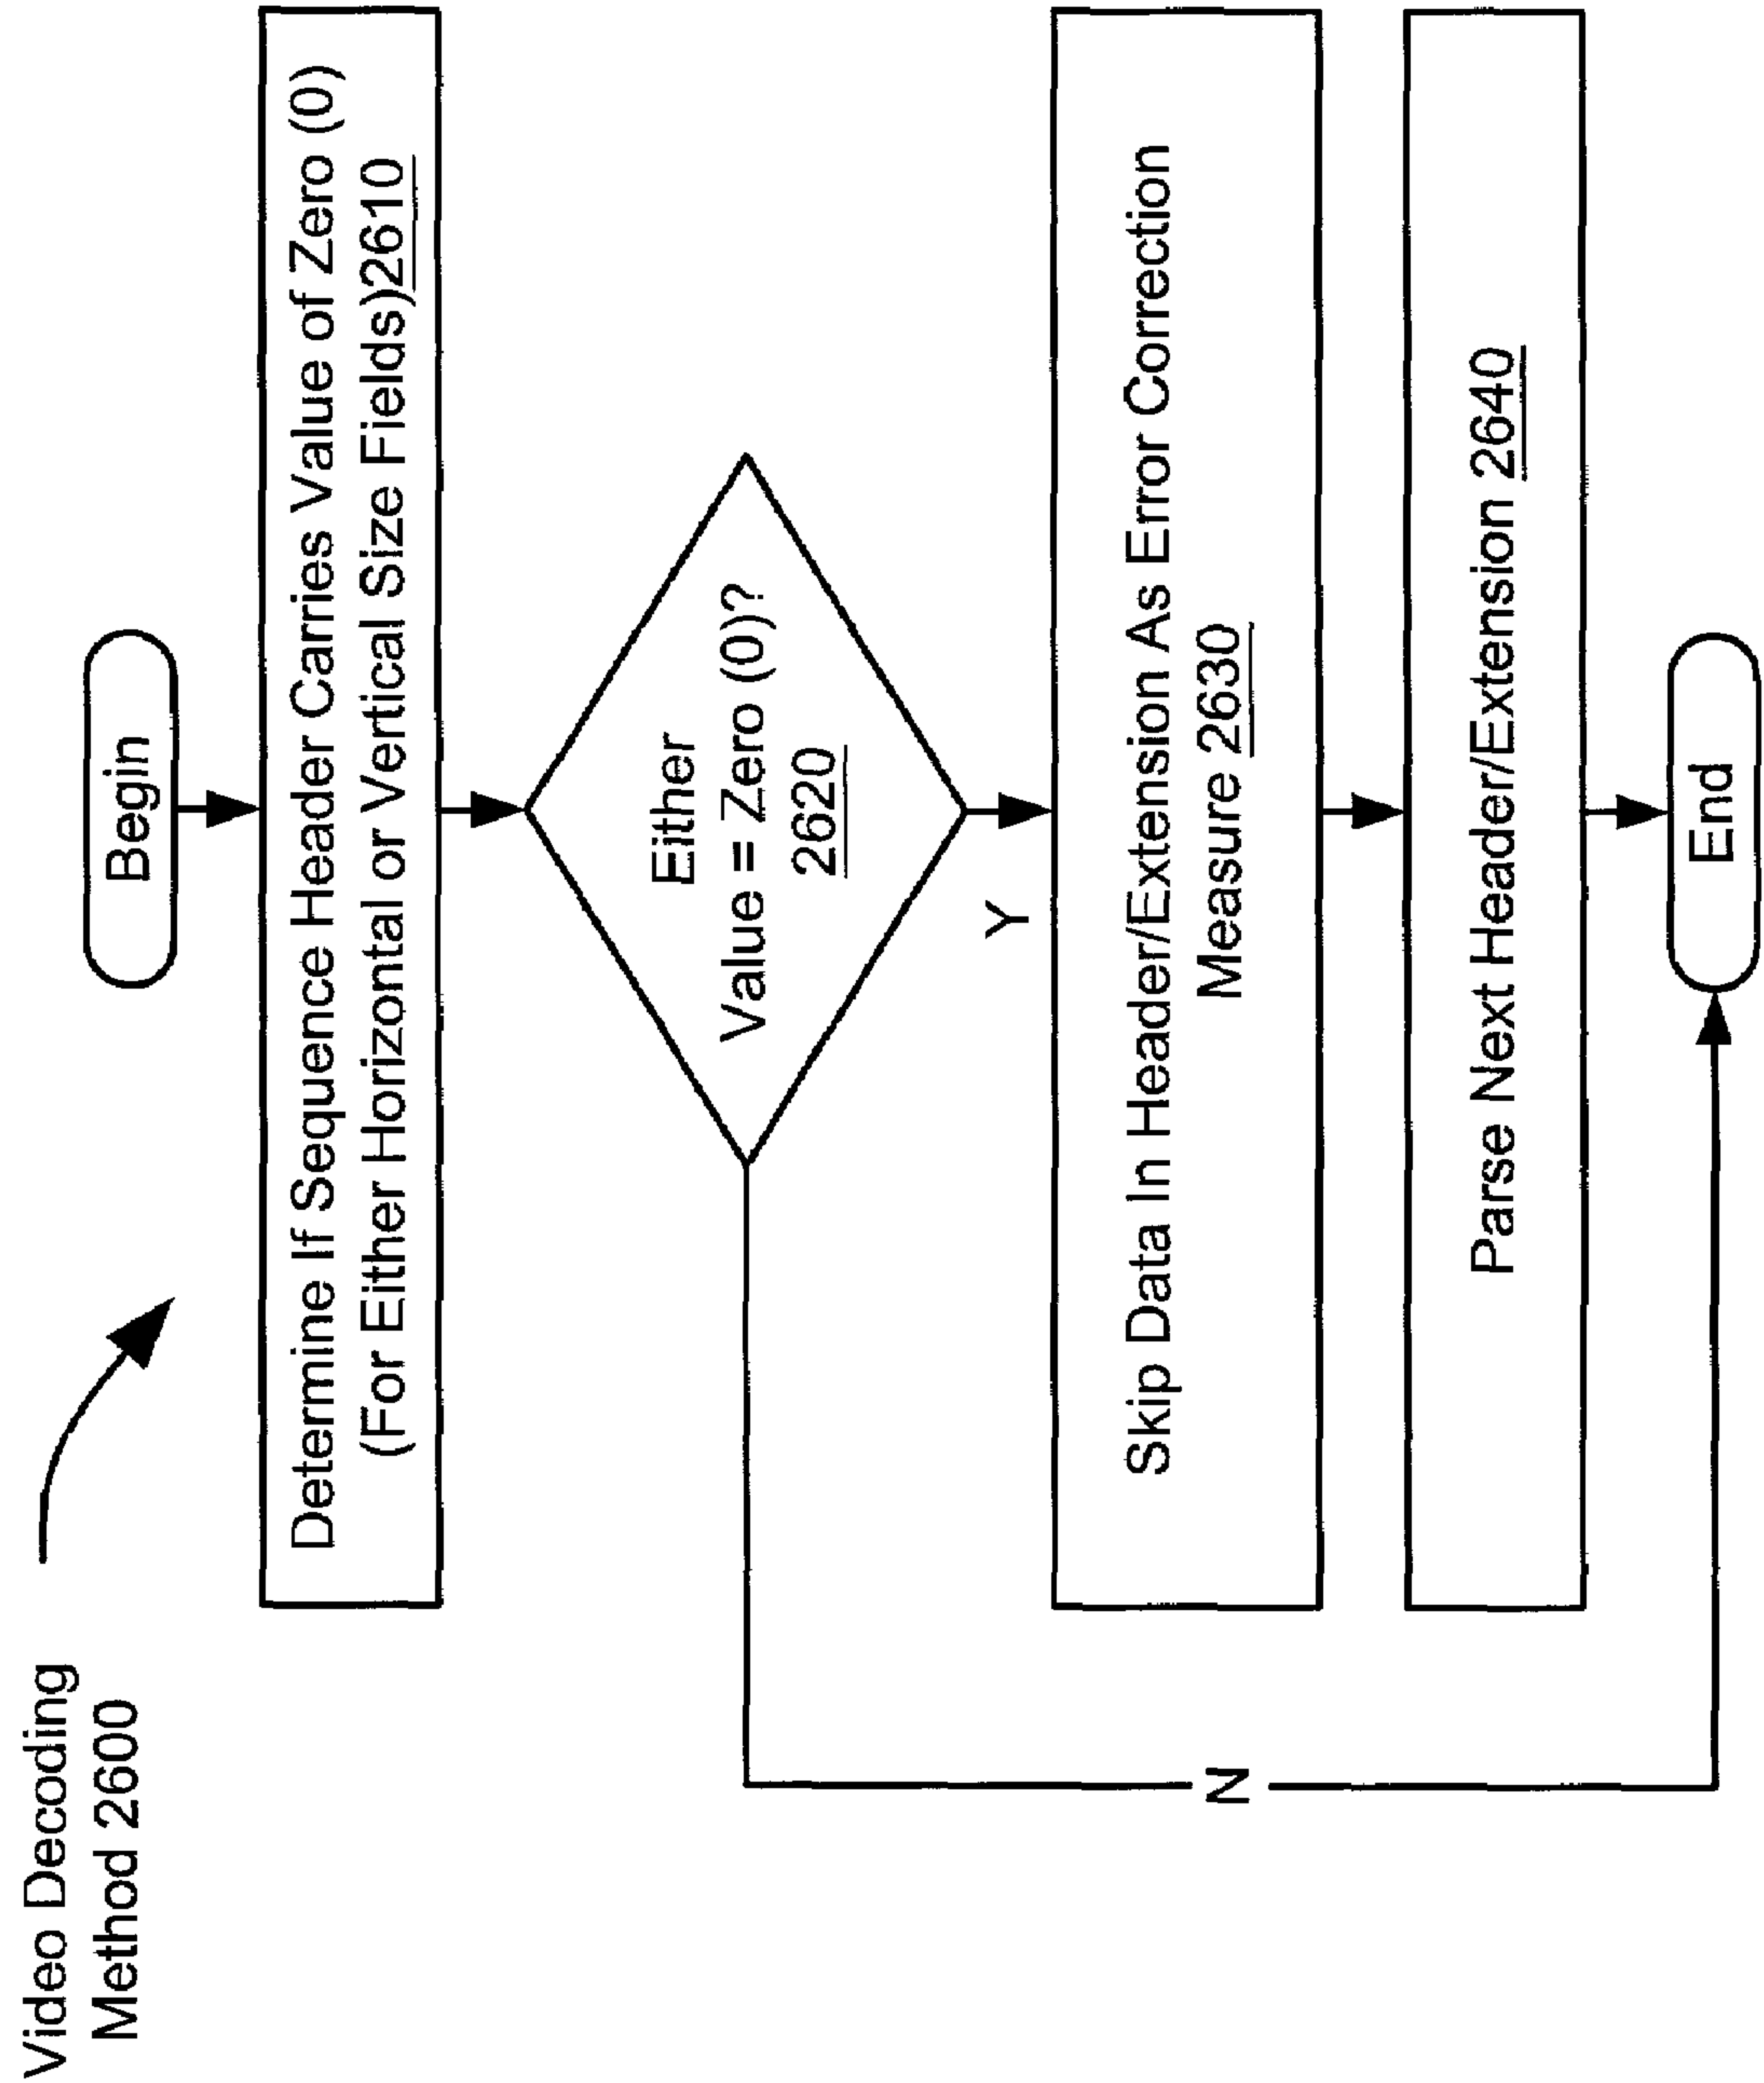 Video Decoding
Method 2600
Begin
Determine If Sequence Header Carries Value of Zero (0)
(For Either Horizontal or Vertical Size Fields)2610
Either
Value = Zero (0)?
2620
Y
N
Skip Data In Header/Extension As Error Correction
Measure 2630
Parse Next Header/Extension 2640
End